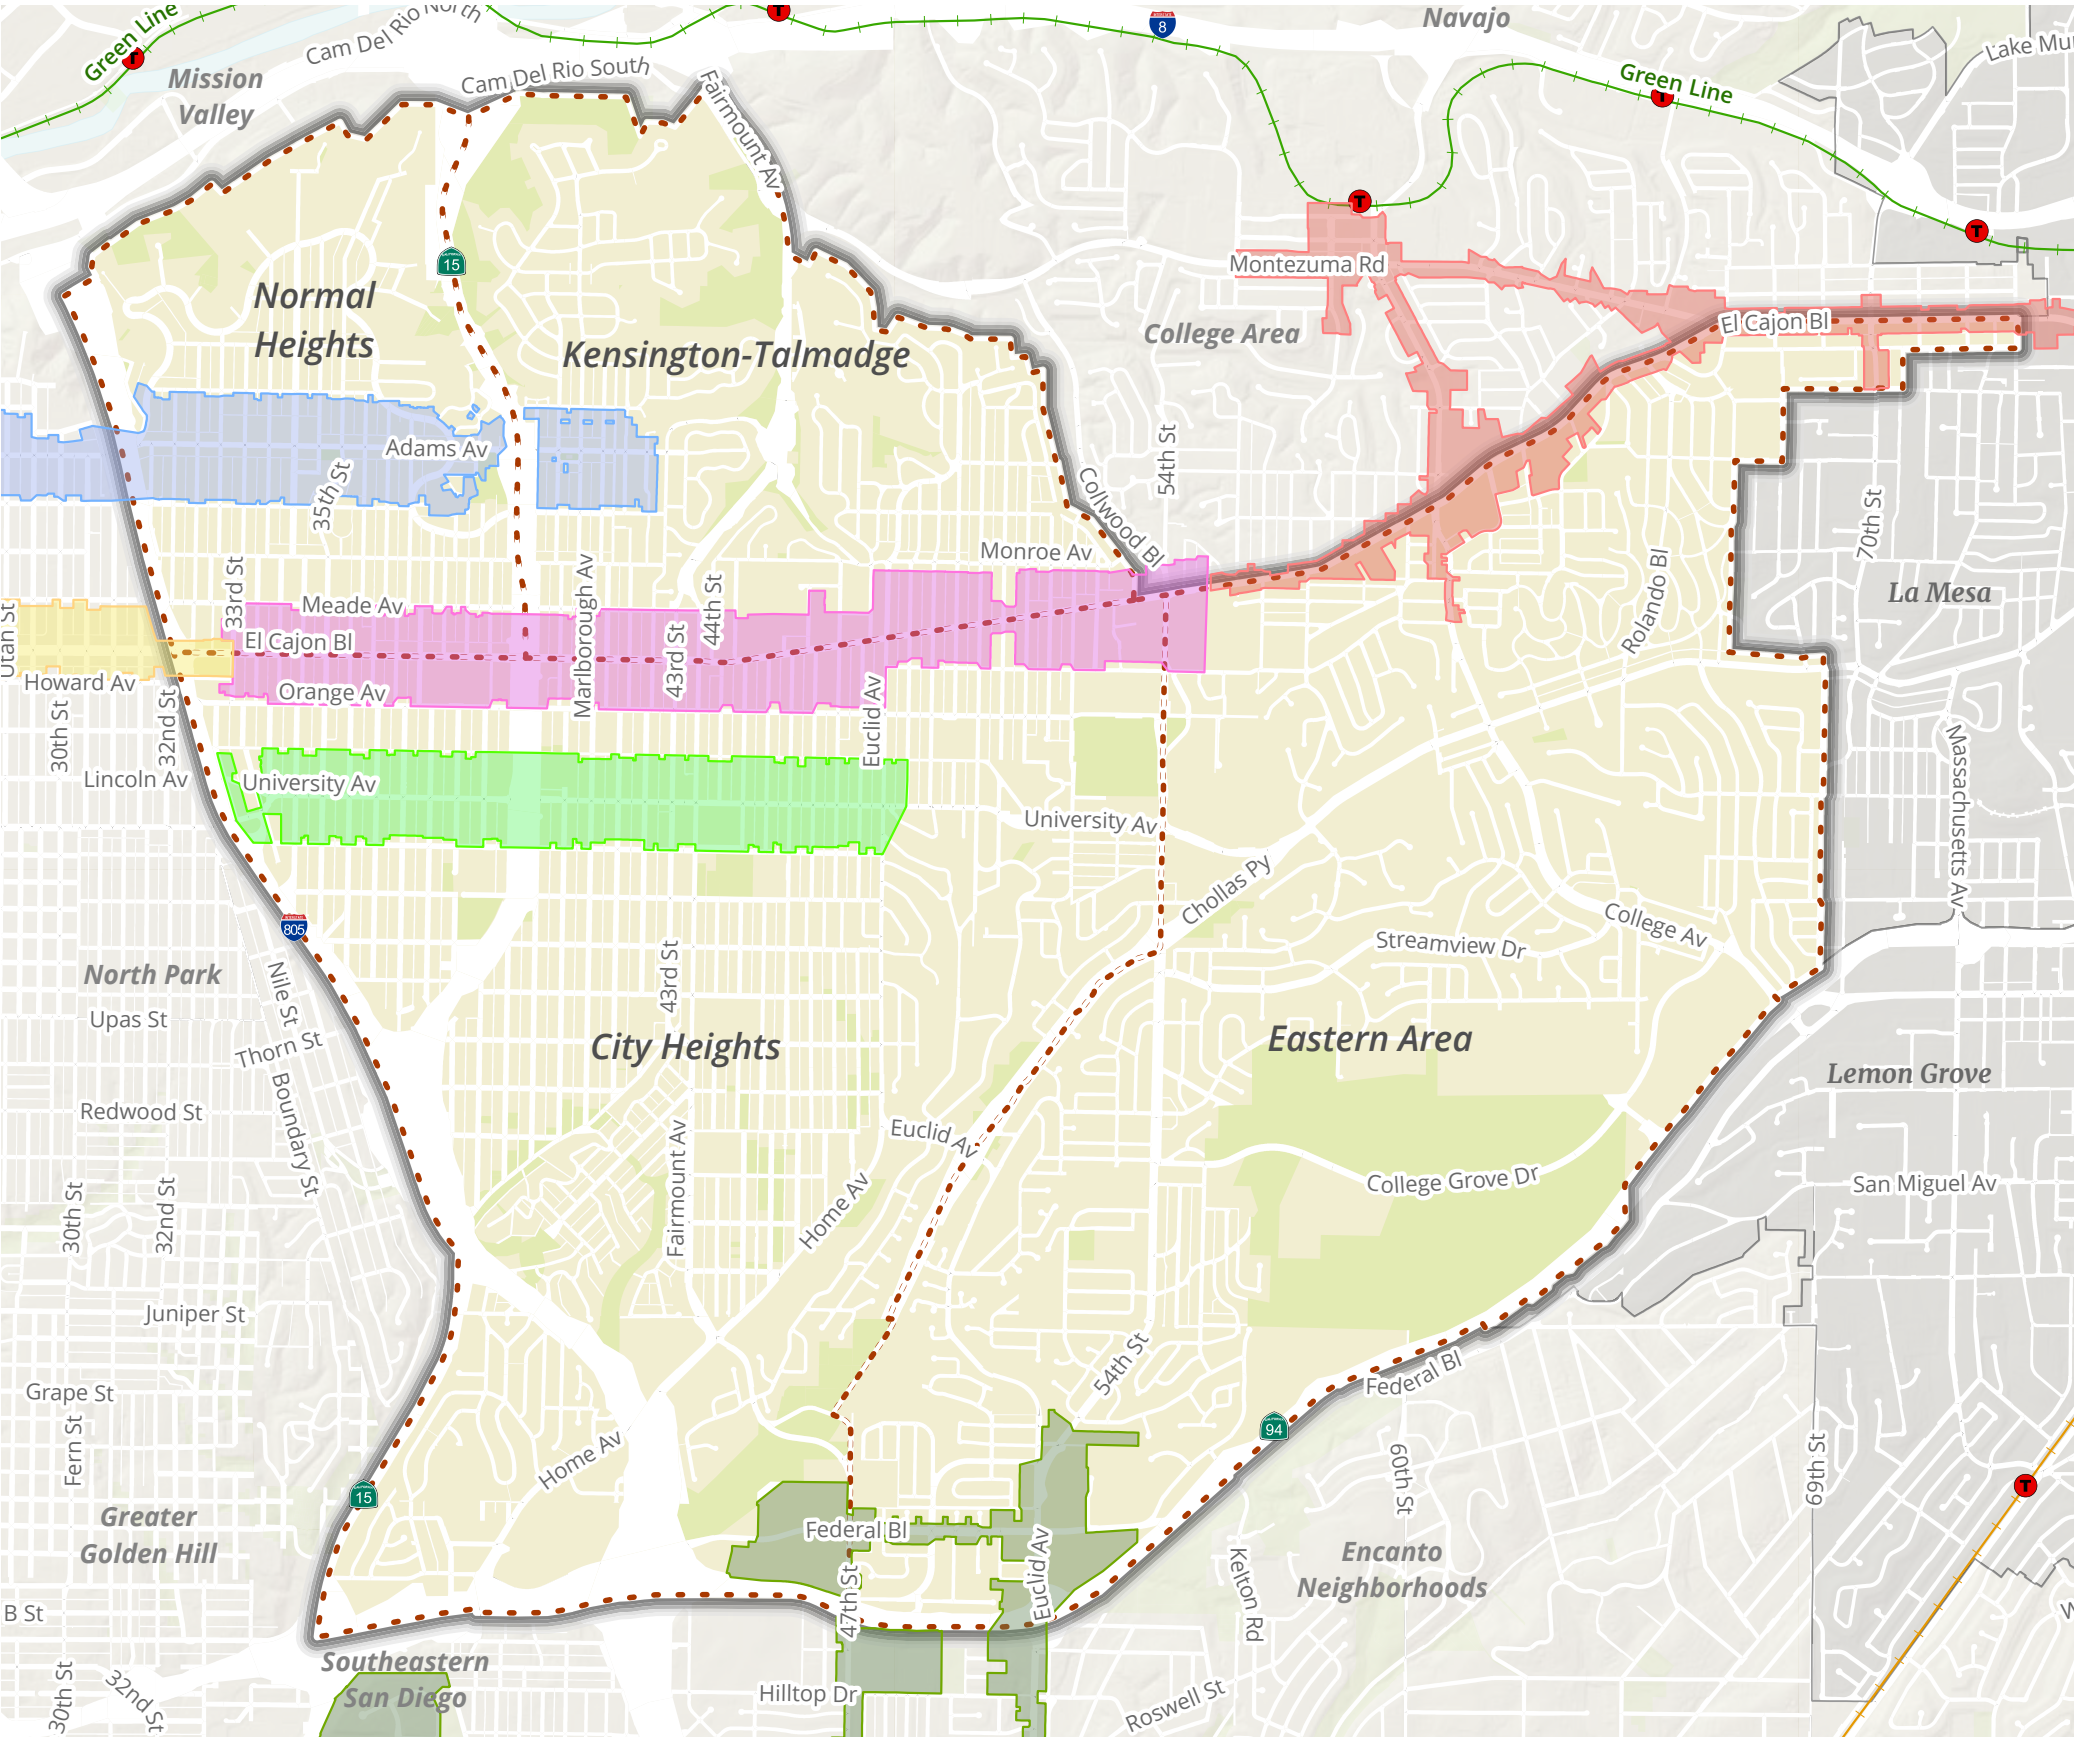 Green Line
Cam Del Rio North
Navajo
8
Lake Mur
T
T
Mission
Valley
Cam Del Rio South
Fairmount Av
Green Line
T
T
T
Montezuma Rd
15
Normal
Heights
Kensington-Talmadge
College Area
El Cajon Bl
Adams Av
35th St
54th St
Collwood Bl
Monroe Av
70th St
33rd St
Meade Av
Marlborough Av
44th St
43rd St
Rolando Bl
La Mesa
Utah St
El Cajon Bl
Howard Av
Orange Av
30th St
32nd St
Euclid Av
Lincoln Av
University Av
University Av
Massachusetts Av
Chollas Py
805
College Av
Streamview Dr
North Park
Nile St
43rd St
Upas St
Thorn St
City Heights
Eastern Area
Lemon Grove
Boundary St
Redwood St
Euclid Av
Fairmount Av
Home Av
College Grove Dr
San Miguel Av
30th St
32nd St
Juniper St
54th St
Federal Bl
Grape St
Fern St
Home Av
94
60th St
69th St
15
T
Greater
Golden Hill
Federal Bl
Euclid Av
47th St
Kelton Rd
Encanto
Neighborhoods
B St
Southeastern
San Diego
30th St
32nd St
Hilltop Dr
Roswell St
W